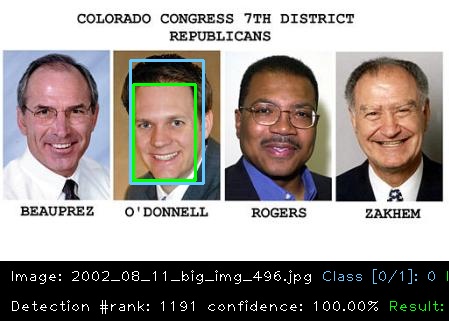 COLORADO CONGRESS 7TH DISTRICT
REPUBLICANS
BEAUPREZ O'DONNELL ROGERS ZAKHEM
Image: 2002_08_11_big_img_496.jpg Class [0/1]: 0
Detection #rank: 1191 confidence: 100.00% Result: